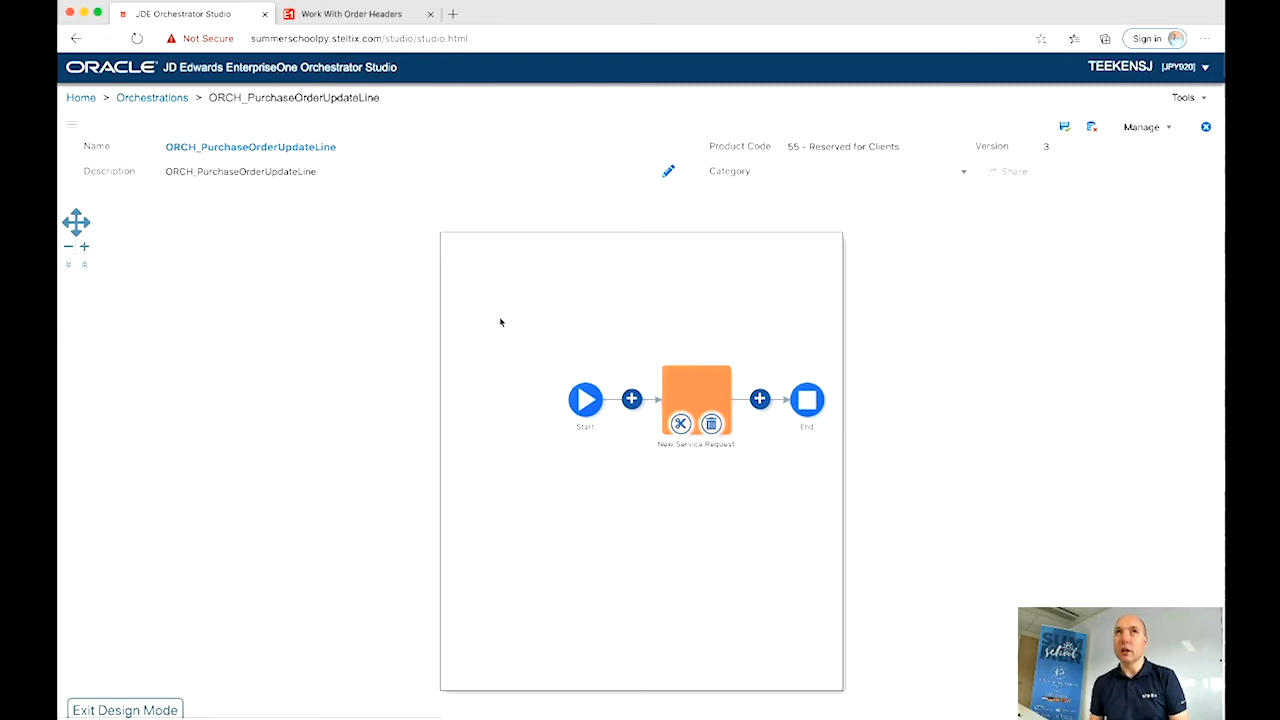 JDE Orchestrator Studio
Work With Order Headers
Not Secure
summerschoolpy.steltix.com/studio/studio.html
Sign in
ORACLE JD Edwards EnterpriseOne Orchestrator Studio
TEEKENSJ [JPY920]
Home > Orchestrations > ORCH_PurchaseOrderUpdateLine
Tools
Manage
Name ORCH_PurchaseOrderUpdateLine Product Code 55 - Reserved for Clients Version 3
Description ORCH_PurchaseOrderUpdateLine Category Share
Start New Service Request End
SUMMER
school
Exit Design Mode